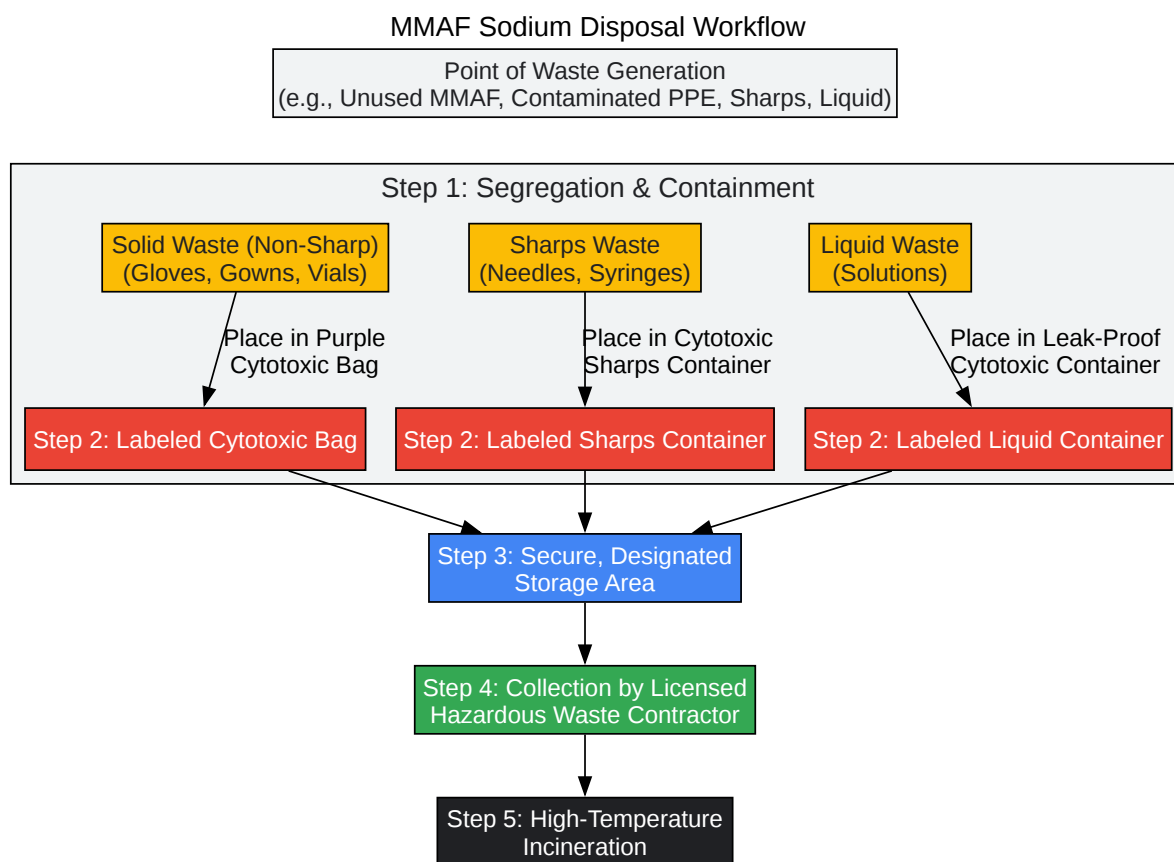 MMAF Sodium Disposal Workflow
Point of Waste Generation
(e.g., Unused MMAF, Contaminated PPE, Sharps, Liquid)
Step 1: Segregation & Containment
Solid Waste (Non-Sharp)
(Gloves, Gowns, Vials)
Sharps Waste
(Needles, Syringes)
Liquid Waste
(Solutions)
Place in Purple
Cytotoxic Bag
Place in Cytotoxic
Sharps Container
Place in Leak-Proof
Cytotoxic Container
Step 2: Labeled Cytotoxic Bag
Step 2: Labeled Sharps Container
Step 2: Labeled Liquid Container
Step 3: Secure, Designated
Storage Area
Step 4: Collection by Licensed
Hazardous Waste Contractor
Step 5: High-Temperature
Incineration